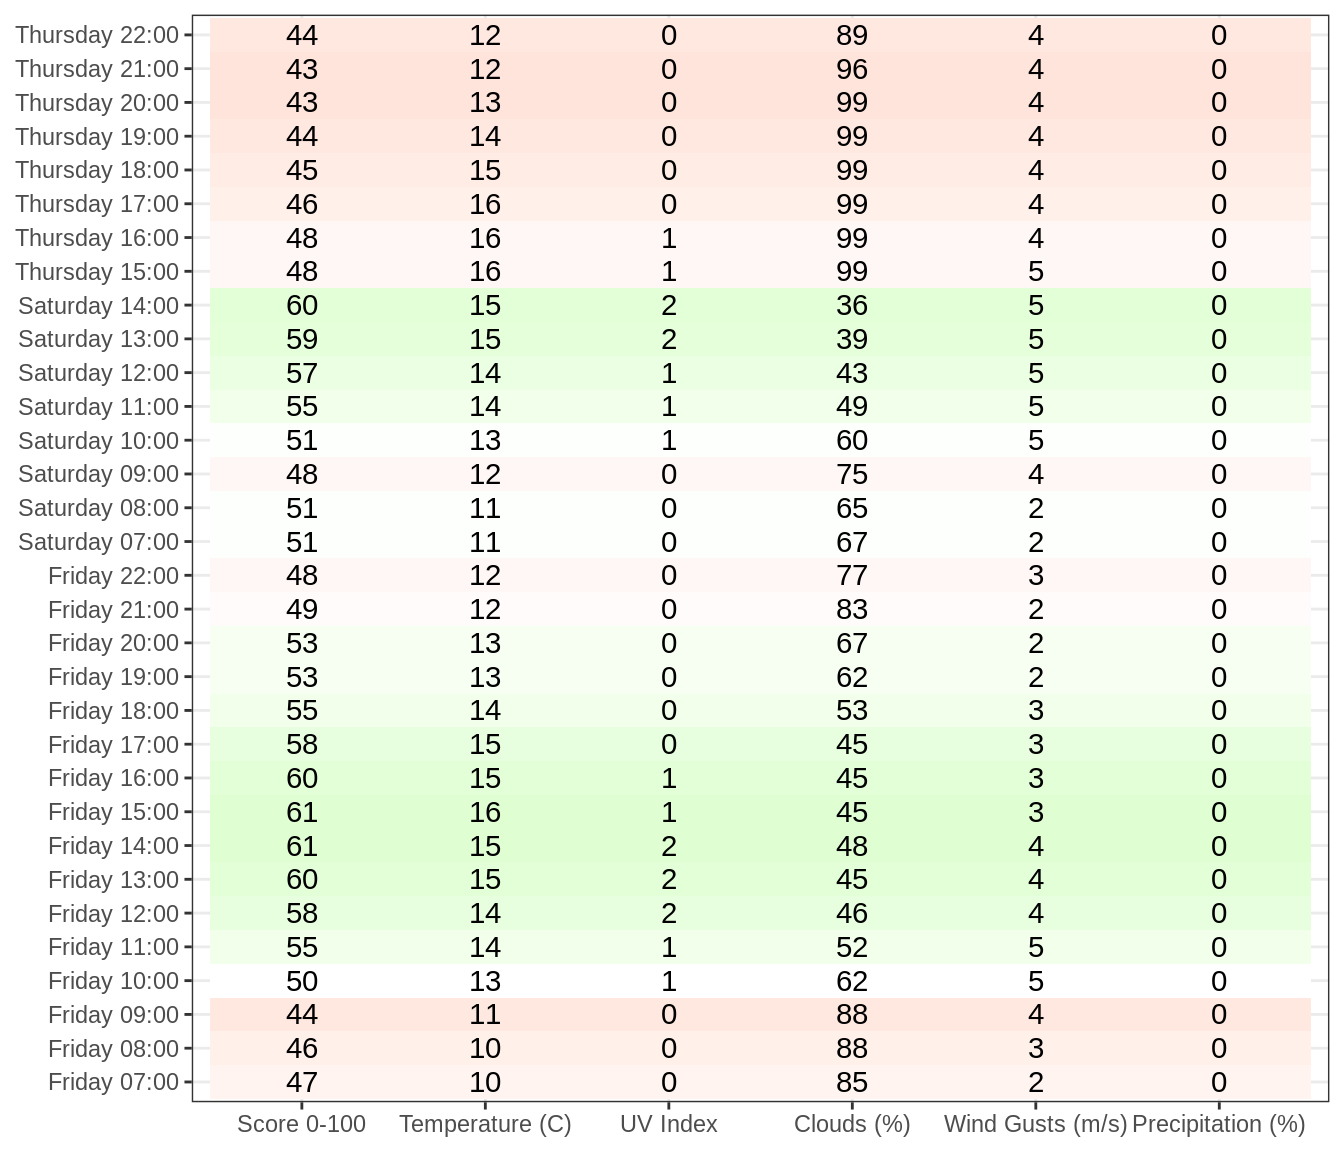 Thursday 22:00 44 12 0 89 4 0
Thursday 21:00 43 12 0 96 4 0
Thursday 20:00 43 13 0 99 4 0
Thursday 19:00 44 14 0 99 4 0
Thursday 18:00 45 15 0 99 4 0
Thursday 17:00 46 16 0 99 4 0
Thursday 16:00 48 16 1 99 4 0
Thursday 15:00 48 16 1 99 5 0
Saturday 14:00 60 15 2 36 5 0
Saturday 13:00 59 15 2 39 5 0
Saturday 12:00 57 14 1 43 5 0
Saturday 11:00 55 14 1 49 5 0
Saturday 10:00 51 13 1 60 5 0
Saturday 09:00 48 12 0 75 4 0
Saturday 08:00 51 11 0 65 2 0
Saturday 07:00 51 11 0 67 2 0
Friday 22:00 48 12 0 77 3 0
Friday 21:00 49 12 0 83 2 0
Friday 20:00 53 13 0 67 2 0
Friday 19:00 53 13 0 62 2 0
Friday 18:00 55 14 0 53 3 0
Friday 17:00 58 15 0 45 3 0
Friday 16:00 60 15 1 45 3 0
Friday 15:00 61 16 1 45 3 0
Friday 14:00 61 15 2 48 4 0
Friday 13:00 60 15 2 45 4 0
Friday 12:00 58 14 2 46 4 0
Friday 11:00 55 14 1 52 5 0
Friday 10:00 50 13 1 62 5 0
Friday 09:00 44 11 0 88 4 0
Friday 08:00 46 10 0 88 3 0
Friday 07:00 47 10 0 85 2 0
Score 0-100 Temperature (C) UV Index Clouds (%) Wind Gusts (m/s) Precipitation (%)